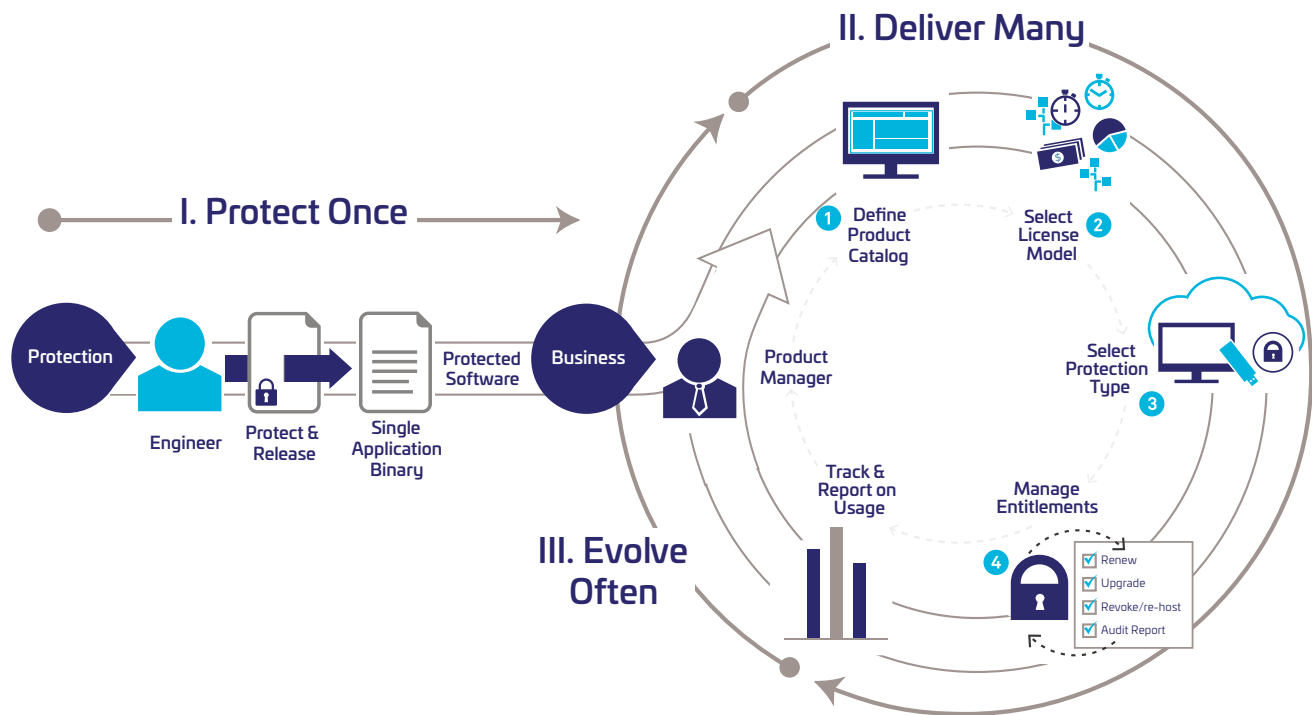 II. Deliver Many
I. Protect Once
1
Define
Product
Catalog
Select
License
Model
2
$
Protection
Engineer
Protect &
Release
Single
Application
Binary
Protected
Software
Business
Product
Manager
Select
Protection
Type
3
Track &
Report on
Usage
Manage
Entitlements
4
Renew
Upgrade
Revoke/re-host
Audit Report
III. Evolve
Often